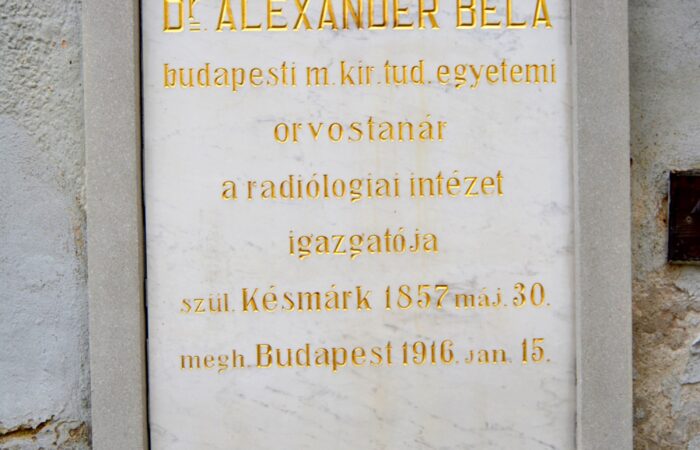 Dr. ALEXANDER BÉLA
budapesti m. kir. tud. egyetemi
orvostanár
a radiólogiai intézet
igazgatója
szül. Késmárk 1857 máj. 30.
megh. Budapest 1916. jan. 15.